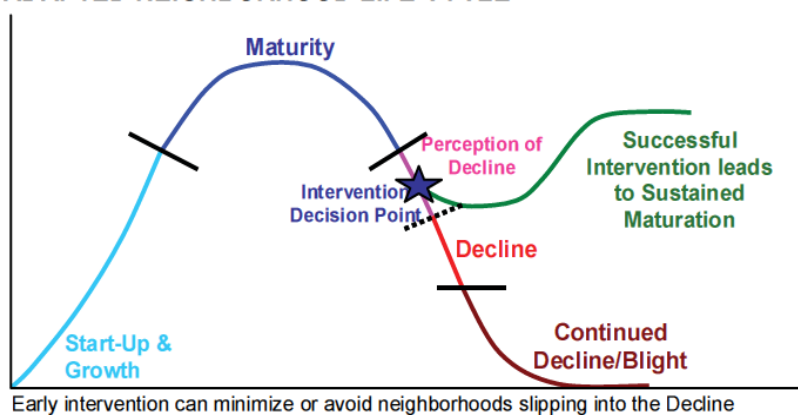 Maturity
Perception of
Decline
Successful
Intervention leads
to Sustained
Maturation
Intervention
Decision Point
Decline
Start-Up &
Growth
Continued
Decline/Blight
Early intervention can minimize or avoid neighborhoods slipping into the Decline